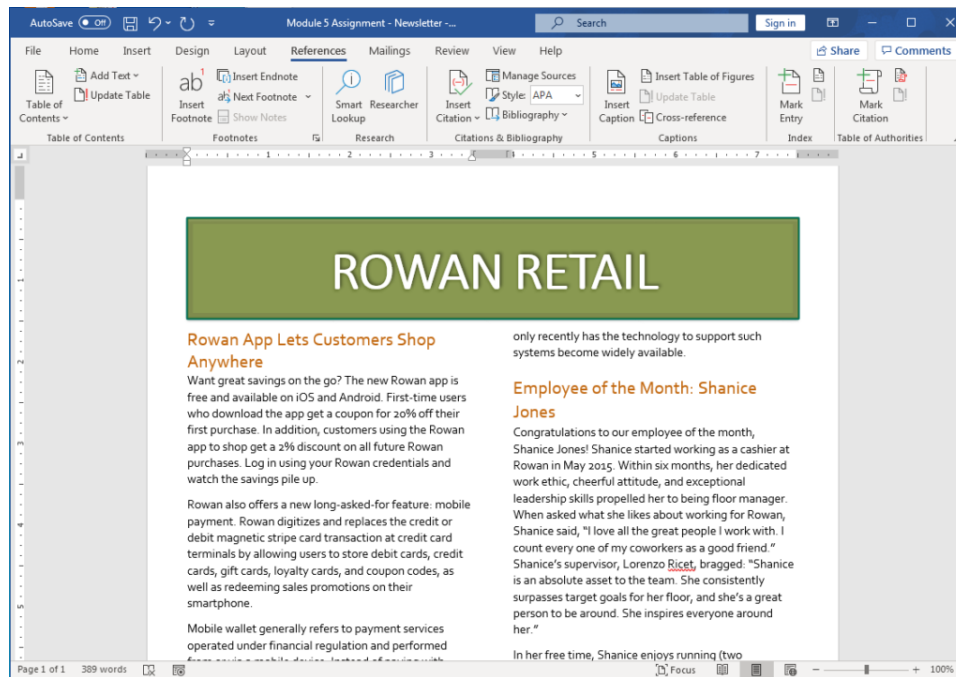 AutoSave Off Module 5 Assignment - Newsletter -... Search Sign in
File Home Insert Design Layout References Mailings Review View Help Share Comments
Table of Contents
Add Text
Update Table
Table of Contents
ab
Insert Footnote
Insert Endnote
Next Footnote
Show Notes
Footnotes
Smart Lookup
Researcher
Research
Insert Citation
Manage Sources
Style: APA
Bibliography
Citations & Bibliography
Insert Caption
Insert Table of Figures
Update Table
Cross-reference
Captions
Mark Entry
Index
Mark Citation
Table of Authorities
1 2 3 5 6 7
ROWAN RETAIL
Rowan App Lets Customers Shop
Anywhere
Want great savings on the go? The new Rowan app is
free and available on iOS and Android. First-time users
who download the app get a coupon for 20% off their
first purchase. In addition, customers using the Rowan
app to shop get a 2% discount on all future Rowan
purchases. Log in using your Rowan credentials and
watch the savings pile up.
Rowan also offers a new long-asked-for feature: mobile
payment. Rowan digitizes and replaces the credit or
debit magnetic stripe card transaction at credit card
terminals by allowing users to store debit cards, credit
cards, gift cards, loyalty cards, and coupon codes, as
well as redeeming sales promotions on their
smartphone.
Mobile wallet generally refers to payment services
operated under financial regulation and performed
from or via a mobile device. Instead of paying with
only recently has the technology to support such
systems become widely available.
Employee of the Month: Shanice
Jones
Congratulations to our employee of the month,
Shanice Jones! Shanice started working as a cashier at
Rowan in May 2015. Within six months, her dedicated
work ethic, cheerful attitude, and exceptional
leadership skills propelled her to being floor manager.
When asked what she likes about working for Rowan,
Shanice said, “I love all the great people I work with. I
count every one of my coworkers as a good friend.”
Shanice’s supervisor, Lorenzo Ricet, bragged: “Shanice
is an absolute asset to the team. She consistently
surpasses target goals for her floor, and she’s a great
person to be around. She inspires everyone around
her.”
In her free time, Shanice enjoys running (two
Page 1 of 1 389 words Focus 100%